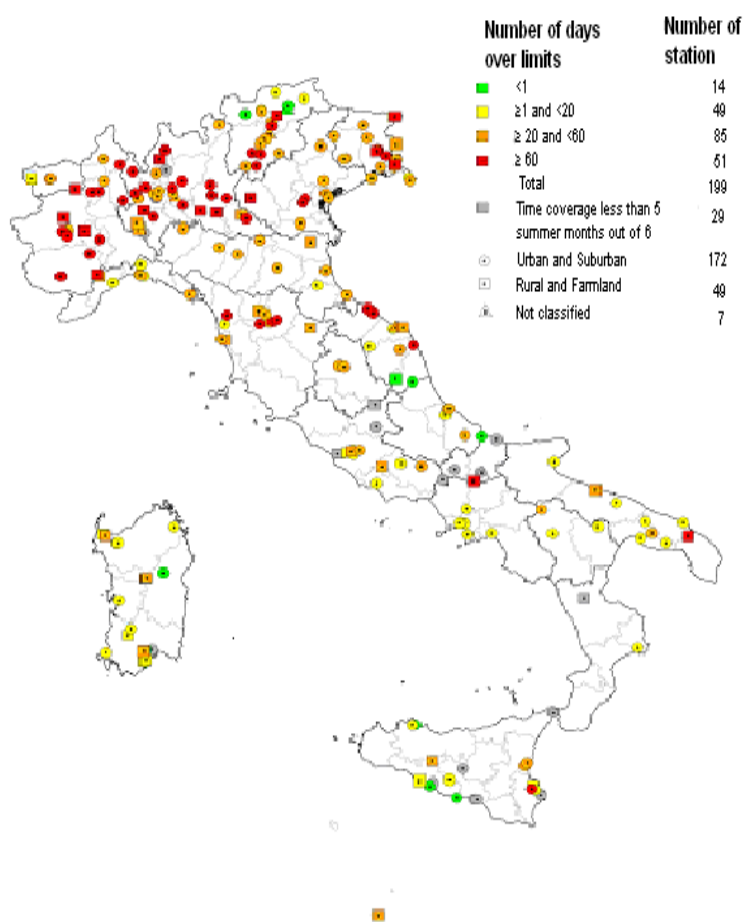 Number of days over limits
Number of station
<1 14
≥1 and <20 49
≥ 20 and <60 85
≥ 60 51
Total 199
Time coverage less than 5 summer months out of 6 29
Urban and Suburban 172
Rural and Farmland 49
Not classified 7